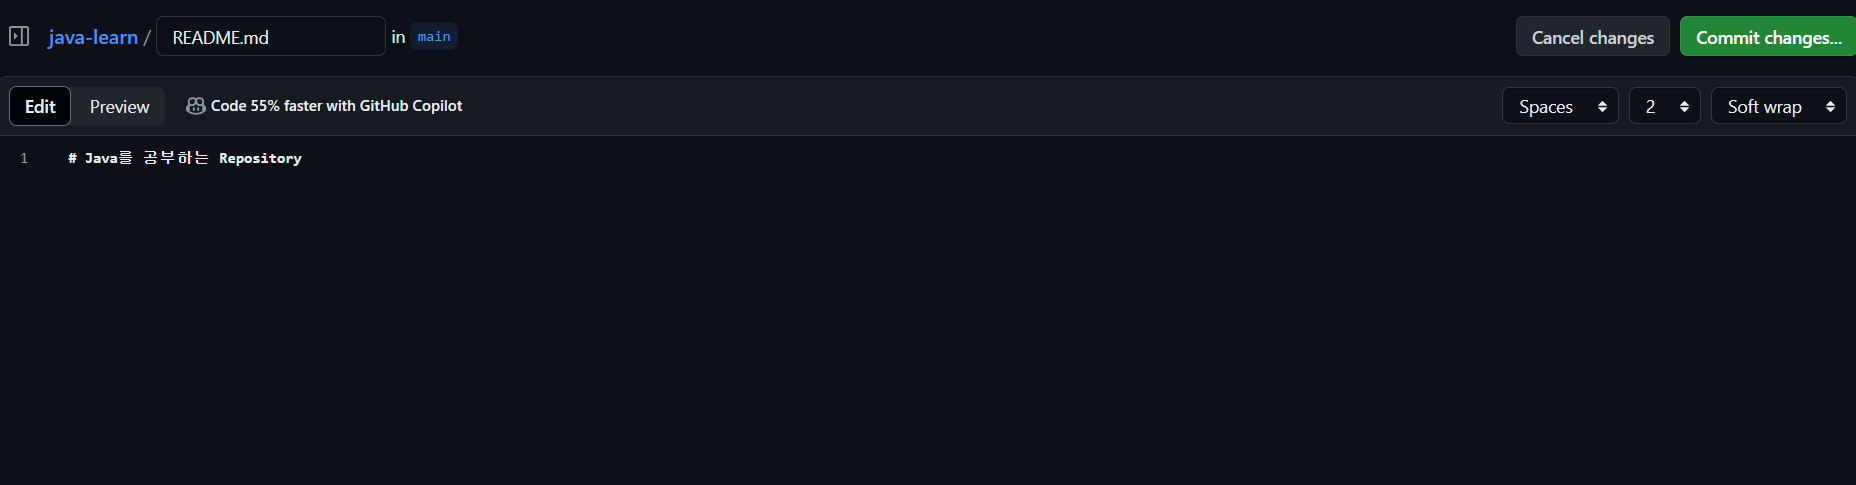 java-learn / README.md in main Cancel changes Commit changes...
Edit Preview Code 55% faster with GitHub Copilot Spaces 2 Soft wrap
1 # Java를 공부하는 Repository